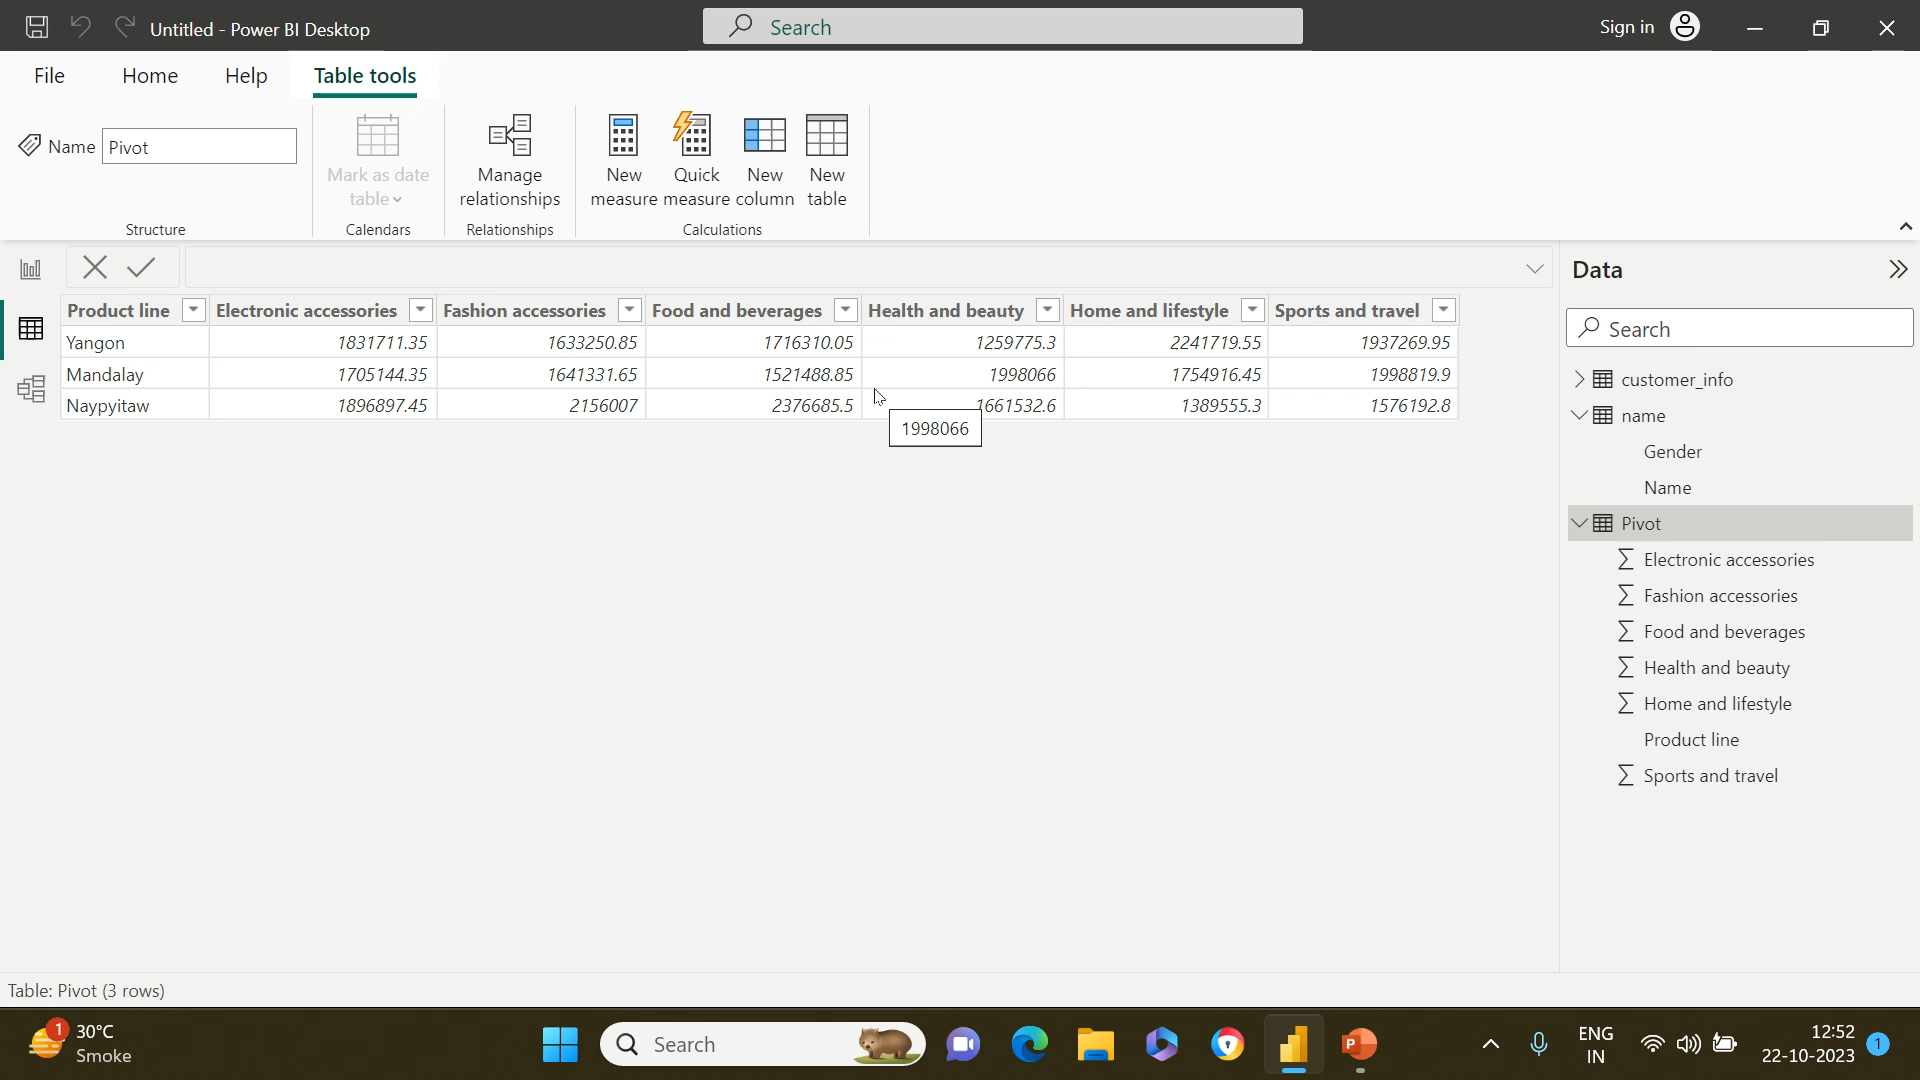 Untitled - Power BI Desktop
Search
Sign in
File
Home
Help
Table tools
Name
Pivot
Mark as date
table
Manage
relationships
New
measure
Quick
measure
New
column
New
table
Structure
Calendars
Relationships
Calculations
Product line Electronic accessories Fashion accessories Food and beverages Health and beauty Home and lifestyle Sports and travel
Yangon 1831711.35 1633250.85 1716310.05 1259775.3 2241719.55 1937269.95
Mandalay 1705144.35 1641331.65 1521488.85 1998066 1754916.45 1998819.9
Naypyitaw 1896897.45 2156007 2376685.5 1661532.6 1389555.3 1576192.8
1998066
Data
Search
customer_info
name
Gender
Name
Pivot
Electronic accessories
Fashion accessories
Food and beverages
Health and beauty
Home and lifestyle
Product line
Sports and travel
Table: Pivot (3 rows)
1
30°C
Smoke
Search
P
ENG
IN
12:52
22-10-2023
1